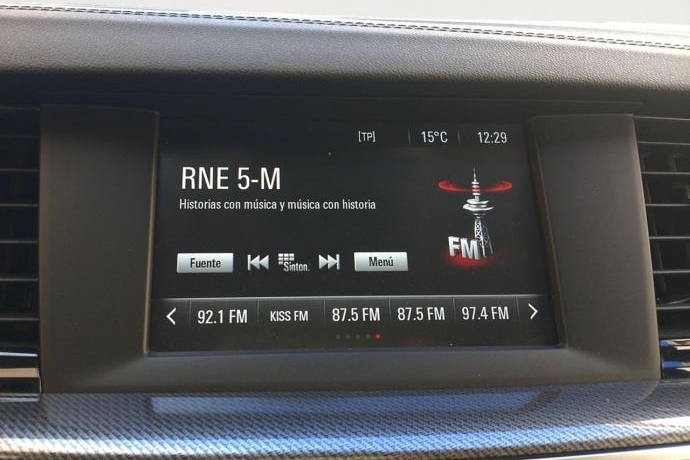 [TP] 15°C 12:29
RNE 5-M
Historias con música y música con historia
FM
Fuente Sinton. Menú
92.1 FM KISS FM 87.5 FM 87.5 FM 97.4 FM